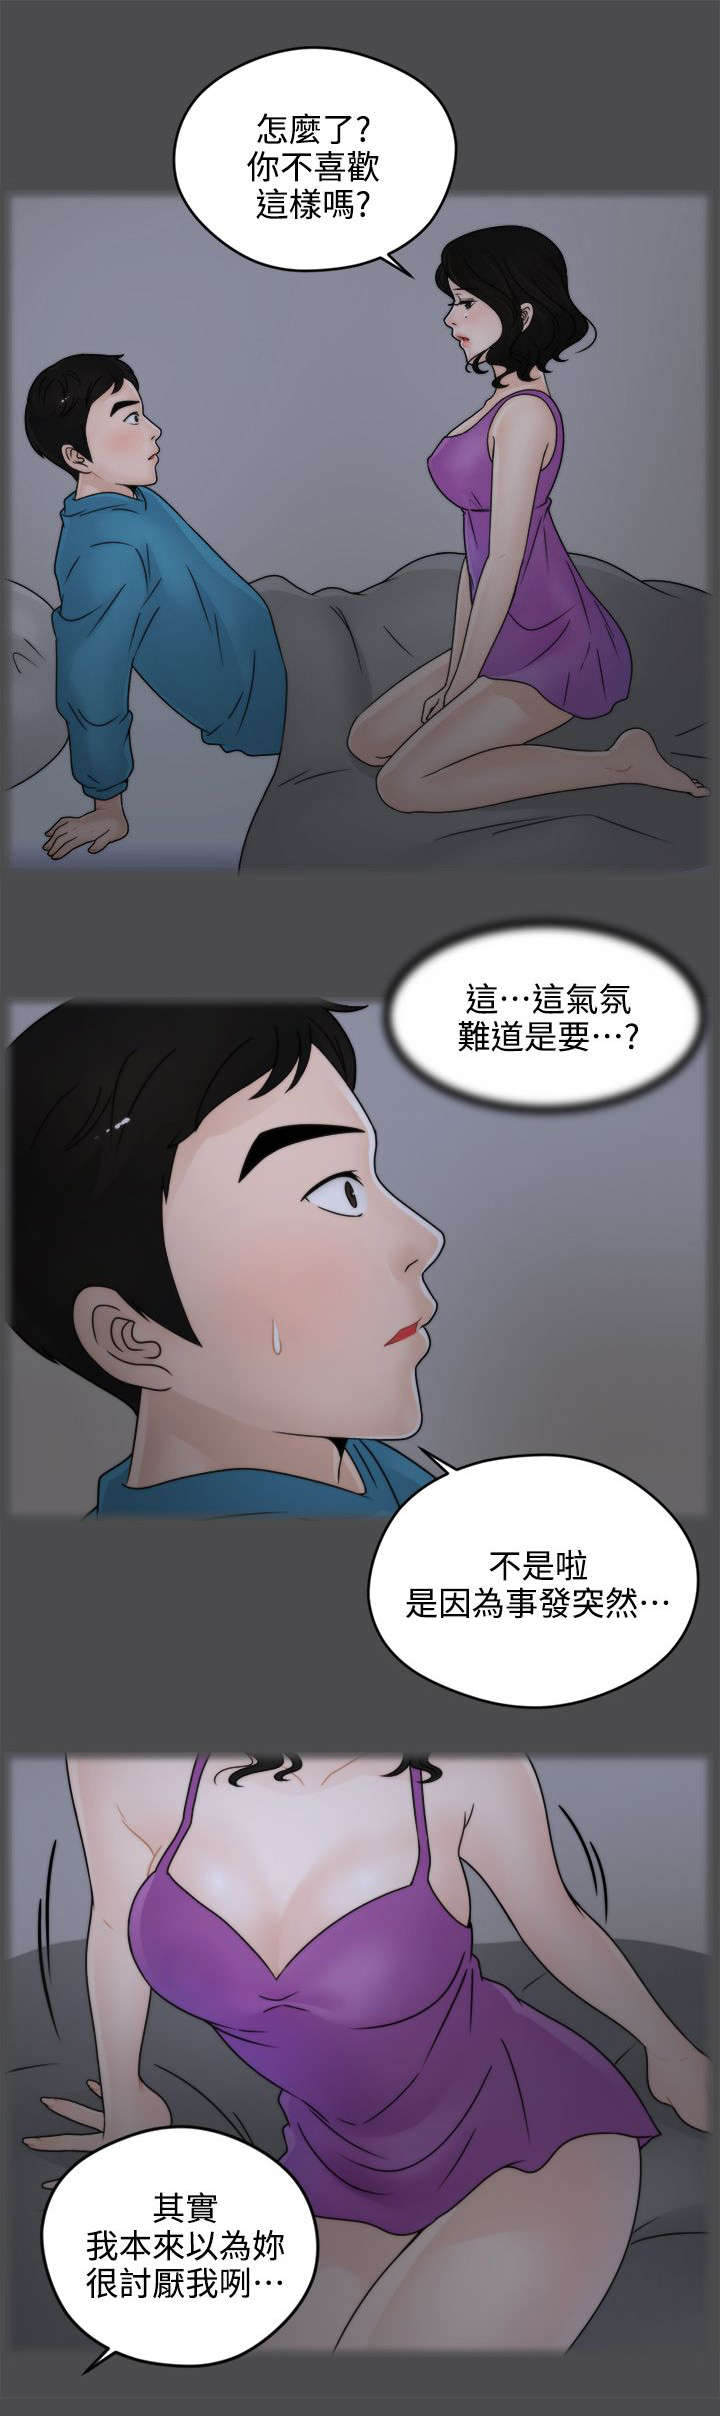 怎麼了?
你不喜歡
這樣嗎?
這⋯這氣氛
難道是要⋯?
不是啦
是因為事發突然⋯
其實
我本來以為妳
很討厭我咧⋯